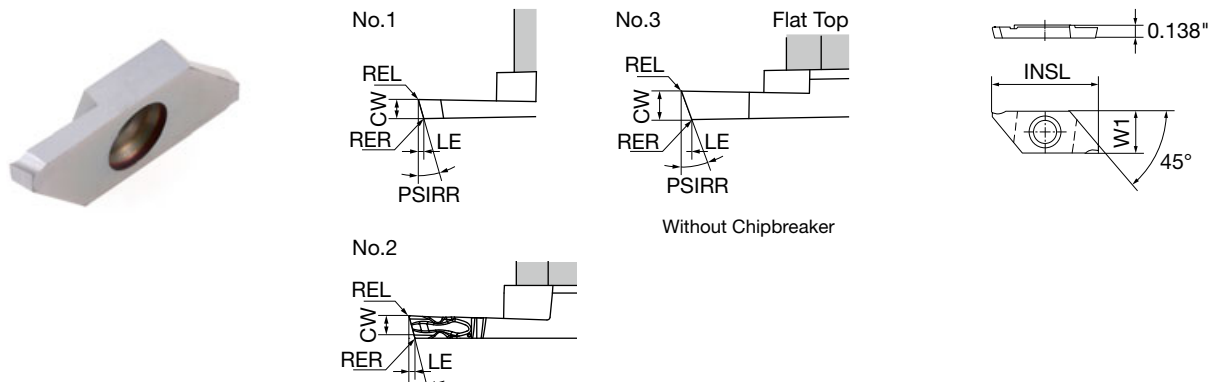 No.1
REL
CW
RER
LE
PSIRR
No.3
Flat Top
REL
CW
RER
LE
PSIRR
Without Chipbreaker
0.138"
INSL
W1
45°
No.2
REL
CW
RER
LE